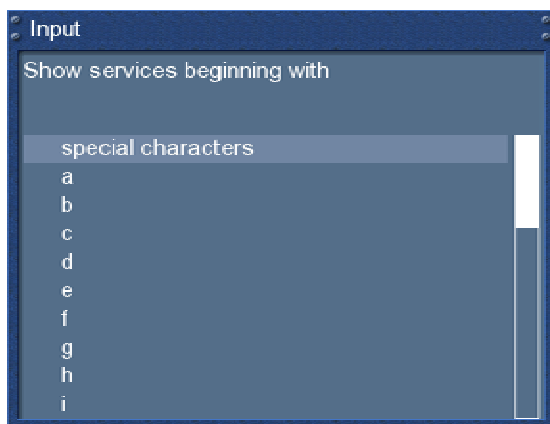 Input
Show services beginning with
special characters
a
b
c
d
e
f
g
h
i